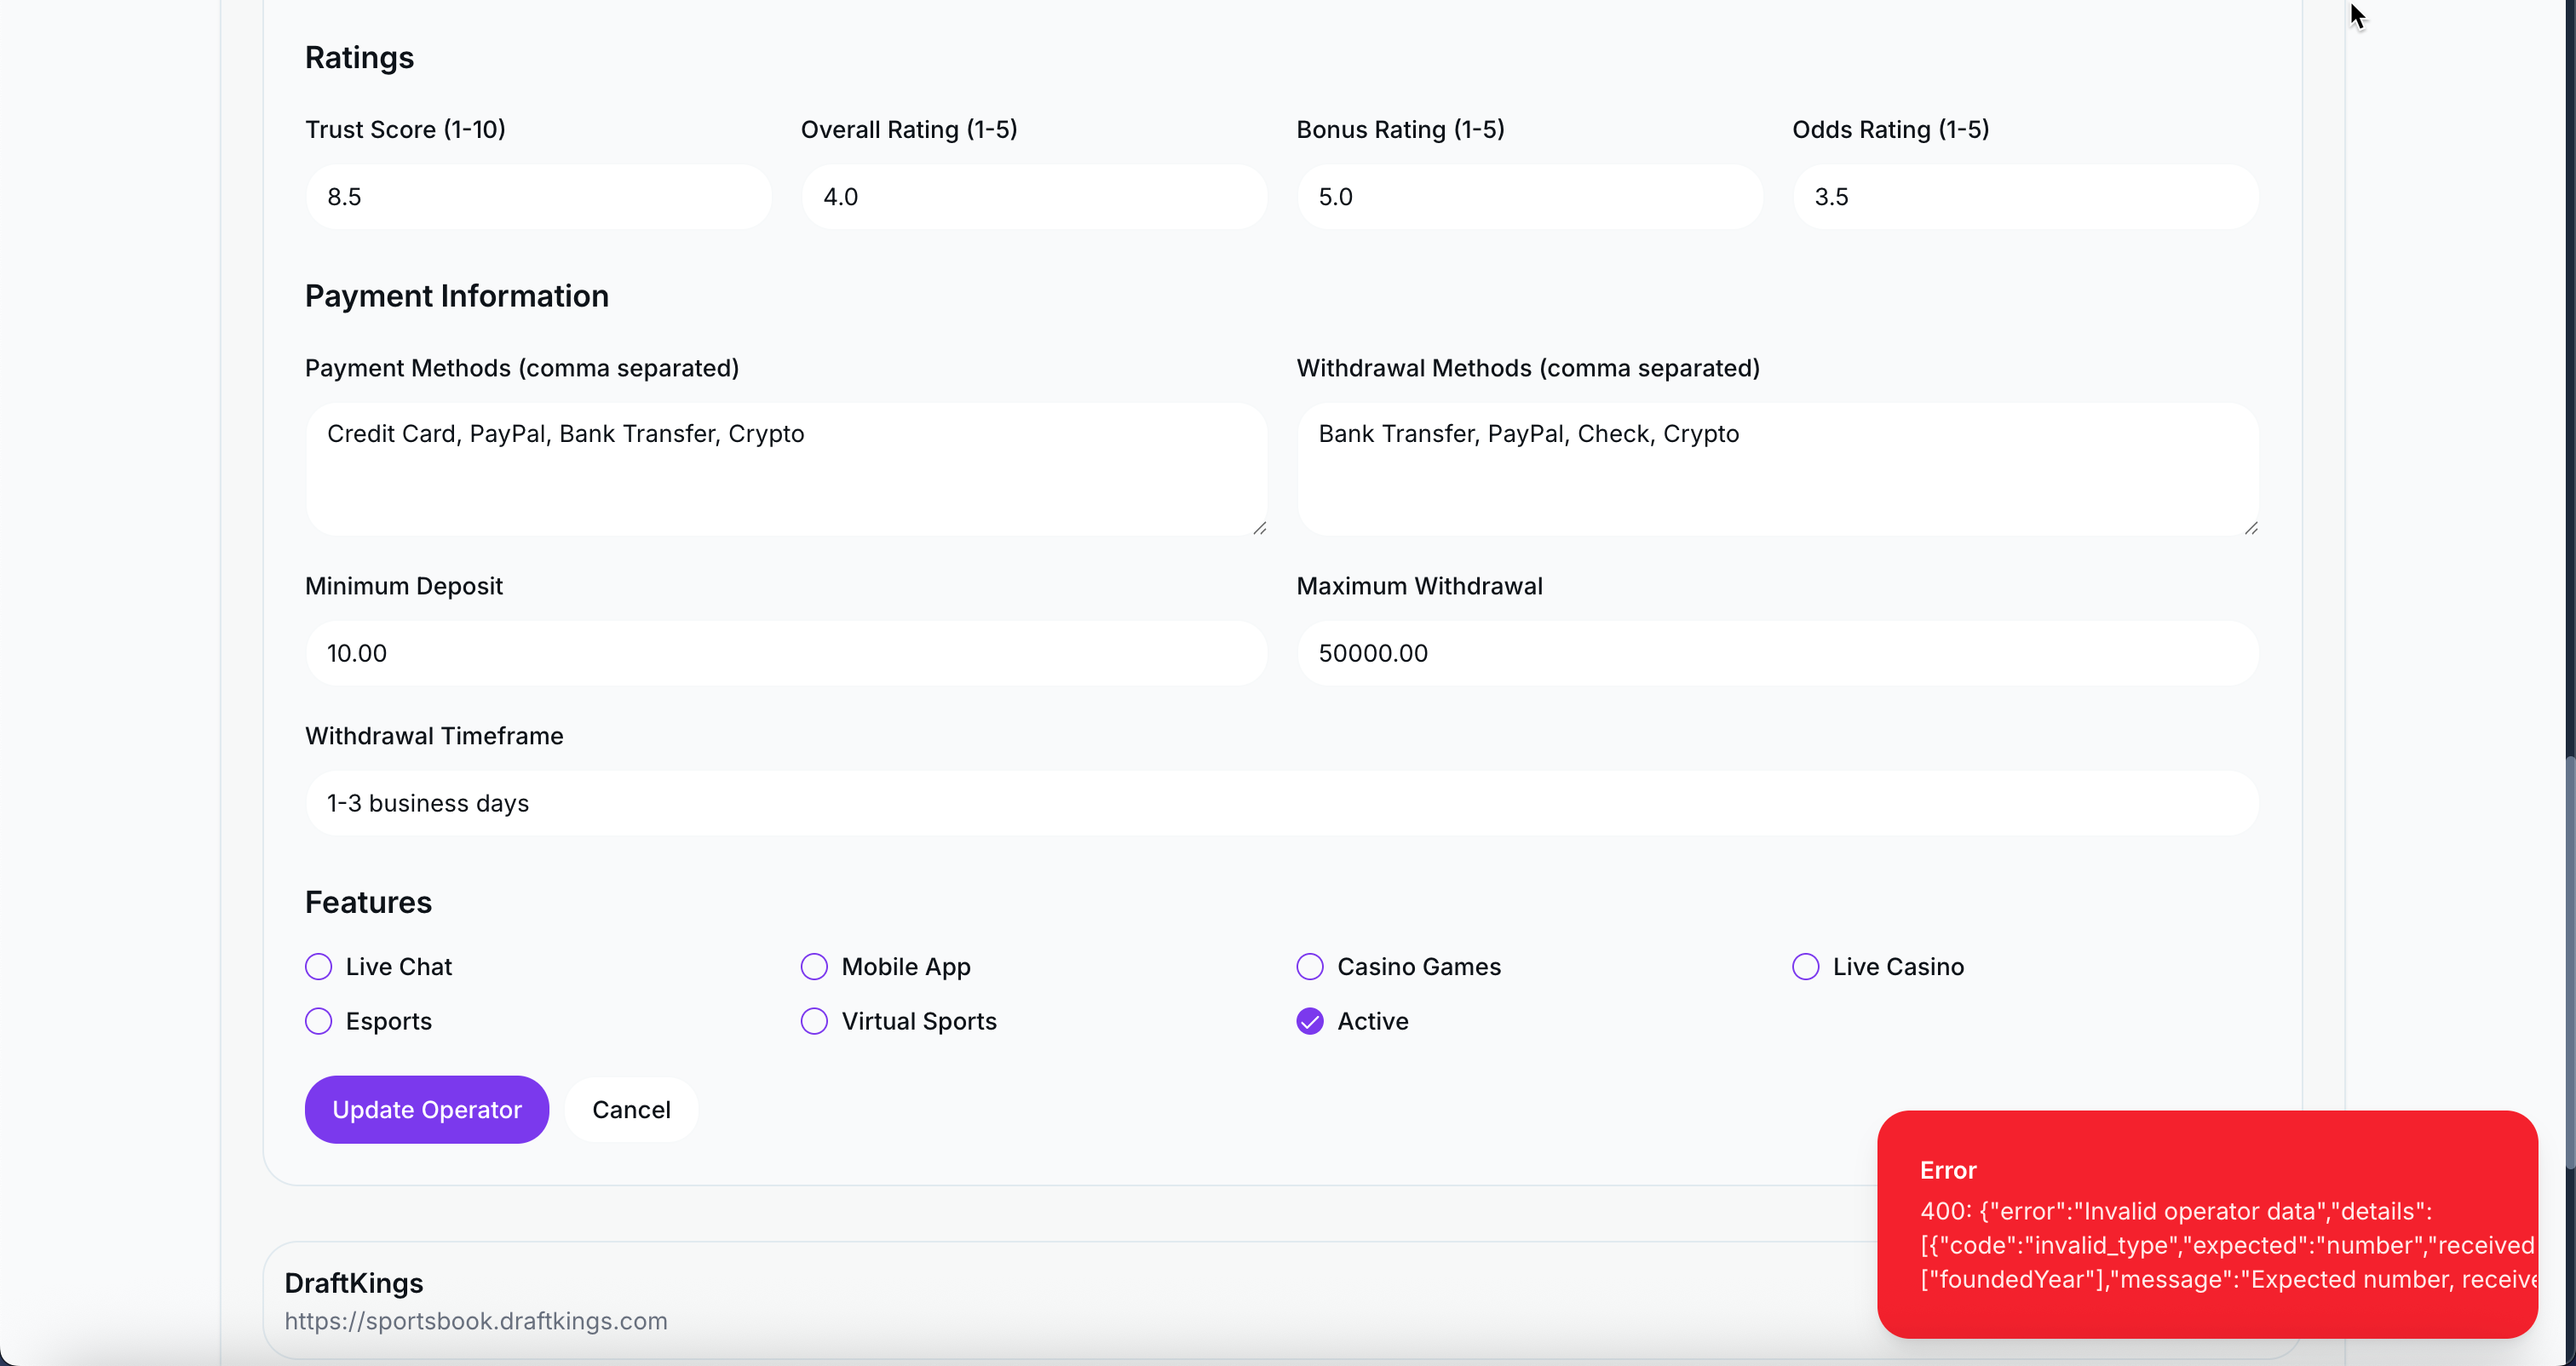 Ratings
Trust Score (1-10)
Overall Rating (1-5)
Bonus Rating (1-5)
Odds Rating (1-5)
8.5
4.0
5.0
3.5
Payment Information
Payment Methods (comma separated)
Withdrawal Methods (comma separated)
Credit Card, PayPal, Bank Transfer, Crypto
Bank Transfer, PayPal, Check, Crypto
Minimum Deposit
Maximum Withdrawal
10.00
50000.00
Withdrawal Timeframe
1-3 business days
Features
Live Chat
Mobile App
Casino Games
Live Casino
Esports
Virtual Sports
Active
Update Operator
Cancel
Error
400: {"error":"Invalid operator data","details":
[{"code":"invalid_type","expected":"number","received
["foundedYear"],"message":"Expected number,
DraftKings
https://sportsbook.draftkings.com